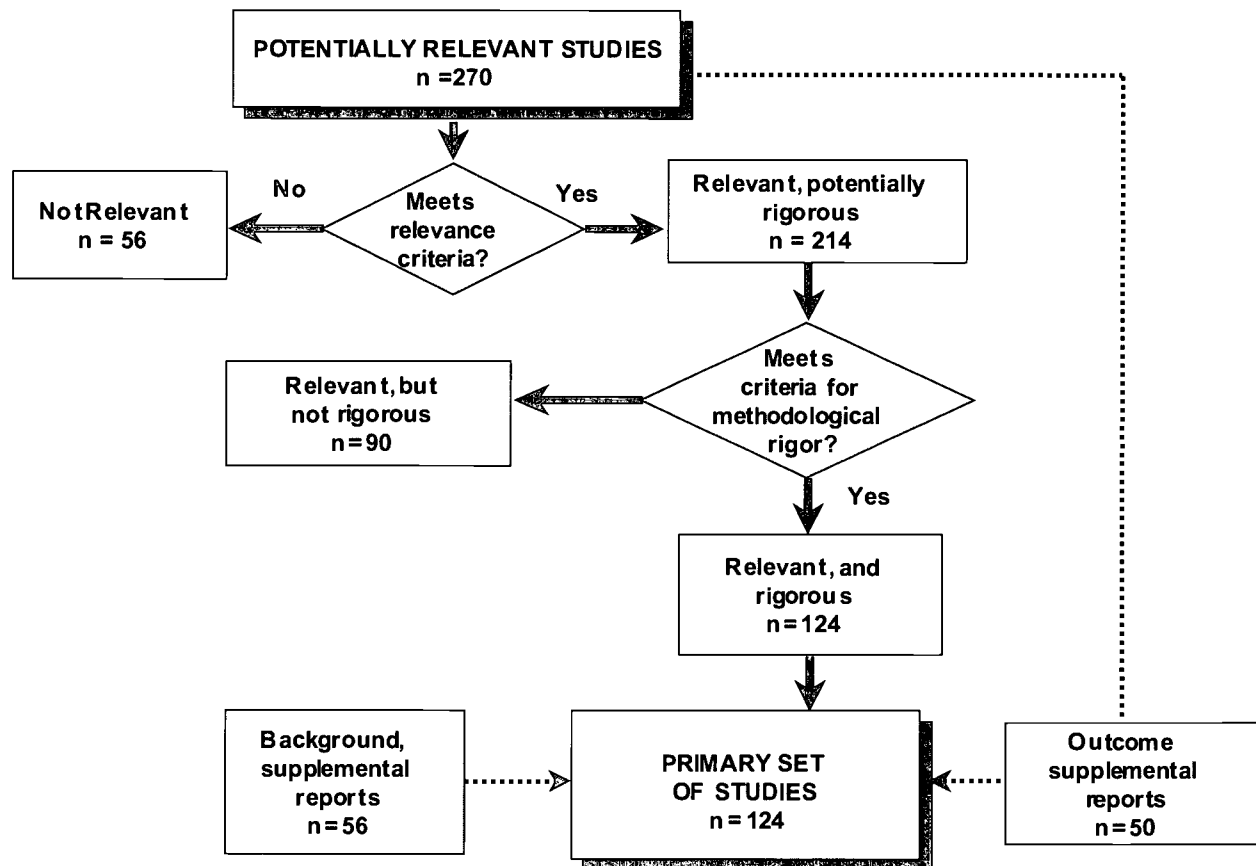 POTENTIALLY RELEVANT STUDIES
n =270
No
Yes
Not Relevant
n = 56
Meets
relevance
criteria?
Relevant, potentially
rigorous
n = 214
Relevant, but
not rigorous
n=90
Meets
criteria for
methodological
rigor?
Yes
Relevant, and
rigorous
n=124
Background,
supplemental
reports
n=56
PRIMARY SET
OF STUDIES
n=124
Outcome
supplemental
reports
n=50